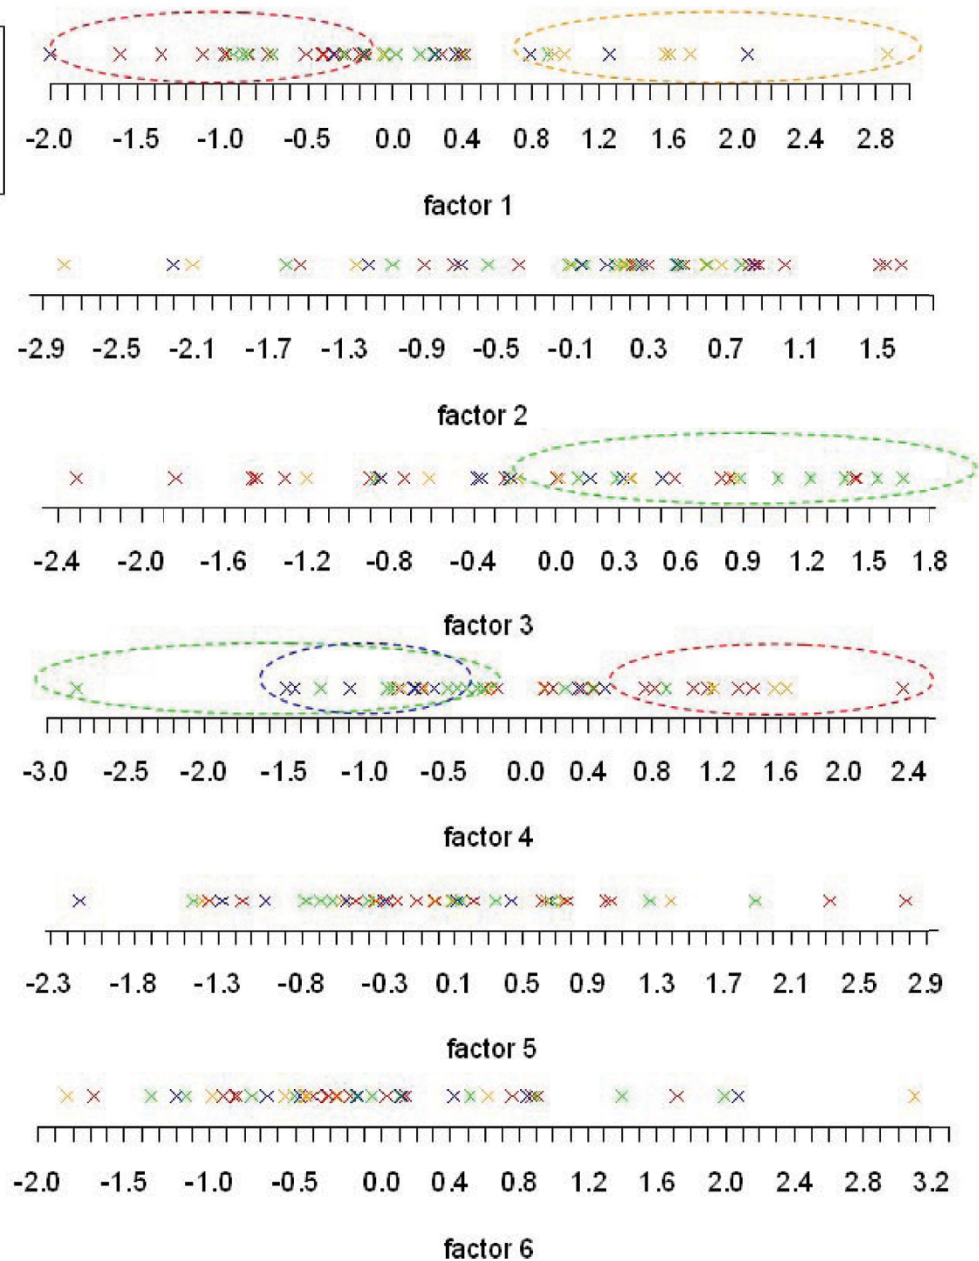 -2.0 -1.5 -1.0 -0.5 0.0 0.4 0.8 1.2 1.6 2.0 2.4 2.8
factor 1
-2.9 -2.5 -2.1 -1.7 -1.3 -0.9 -0.5 -0.1 0.3 0.7 1.1 1.5
factor 2
-2.4 -2.0 -1.6 -1.2 -0.8 -0.4 0.0 0.3 0.6 0.9 1.2 1.5 1.8
factor 3
-3.0 -2.5 -2.0 -1.5 -1.0 -0.5 0.0 0.4 0.8 1.2 1.6 2.0 2.4
factor 4
-2.3 -1.8 -1.3 -0.8 -0.3 0.1 0.5 0.9 1.3 1.7 2.1 2.5 2.9
factor 5
-2.0 -1.5 -1.0 -0.5 0.0 0.4 0.8 1.2 1.6 2.0 2.4 2.8 3.2
factor 6